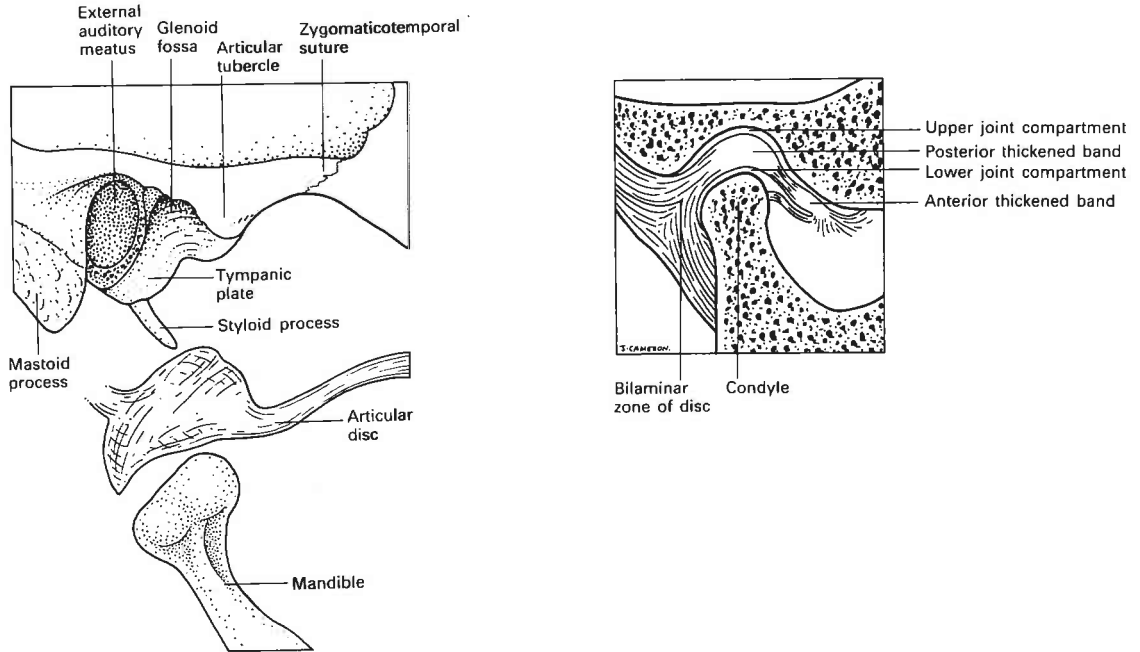 External
auditory
meatus
Glenoid
fossa
Articular
tubercle
Zygomaticotemporal
suture
Tympanic
plate
Styloid process
Mastoid
process
Articular
disc
Mandible
Upper joint compartment
Posterior thickened band
Lower joint compartment
Anterior thickened band
J.CAMERON.
Bilaminar
zone of disc
Condyle